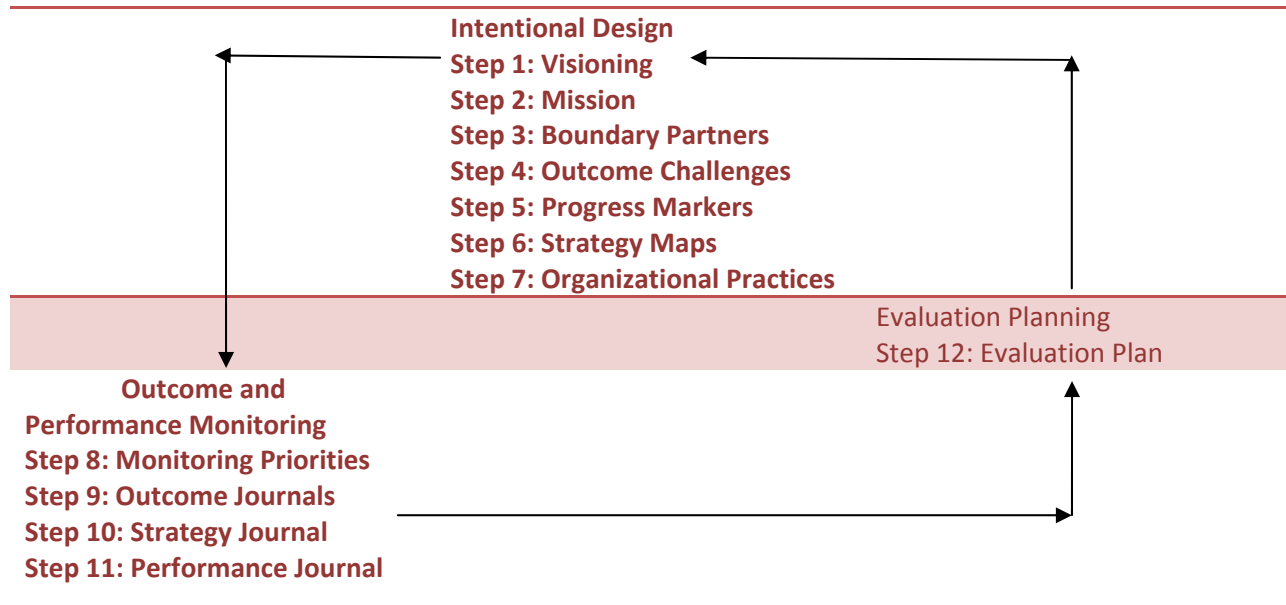 Intentional Design
Step 1: Visioning
Step 2: Mission
Step 3: Boundary Partners
Step 4: Outcome Challenges
Step 5: Progress Markers
Step 6: Strategy Maps
Step 7: Organizational Practices
Evaluation Planning
Step 12: Evaluation Plan
Outcome and
Performance Monitoring
Step 8: Monitoring Priorities
Step 9: Outcome Journals
Step 10: Strategy Journal
Step 11: Performance Journal